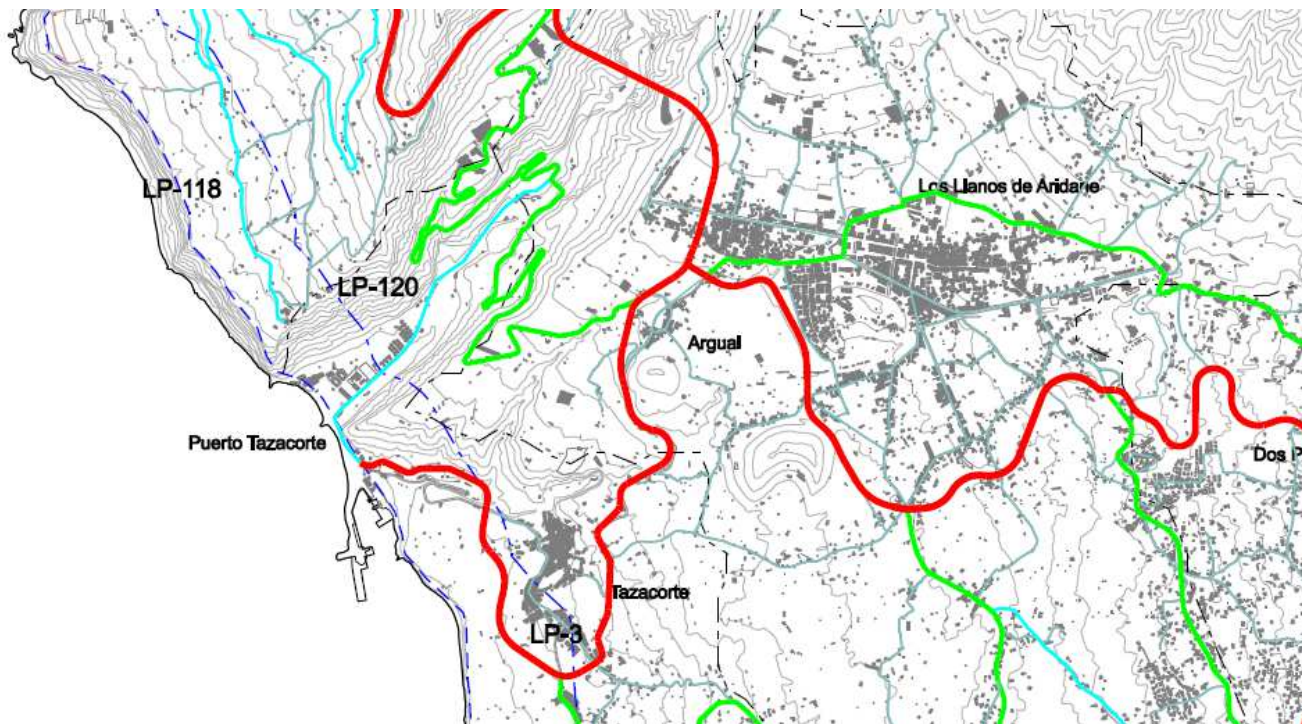 LP-118
Los Llanos de Aridane
LP-120
Argual
Puerto Tazacorte
Dos P
Tazacorte
LP-3